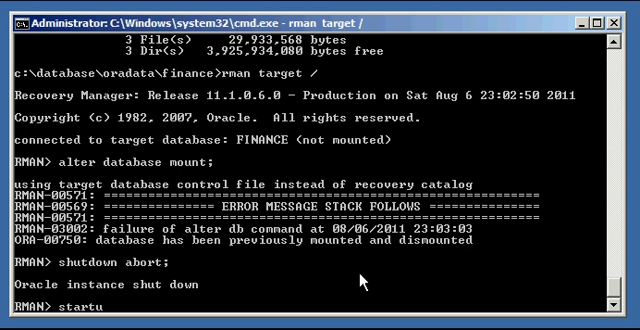 Administrator: C:\Windows\system32\cmd.exe - rman target /
3 File(s) 29,933,568 bytes
3 Dir(s) 3,925,934,080 bytes free
c:\database\oradata\finance>rman target /
Recovery Manager: Release 11.1.0.6.0 - Production on Sat Aug 6 23:02:50 2011
Copyright (c) 1982, 2007, Oracle. All rights reserved.
connected to target database: FINANCE (not mounted)
RMAN> alter database mount;
using target database control file instead of recovery catalog
RMAN-00571: ===========================================================
RMAN-00569: =============== ERROR MESSAGE STACK FOLLOWS ===============
RMAN-00571: ===========================================================
RMAN-03002: failure of alter db command at 08/06/2011 23:03:03
ORA-00750: database has been previously mounted and dismounted
RMAN> shutdown abort;
Oracle instance shut down
RMAN> startu